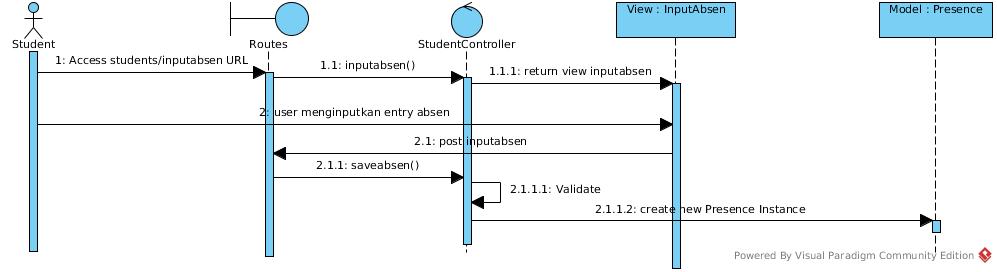 View : InputAbsen
Model : Presence
Student
Routes
StudentController
1: Access students/inputabsen URL
1.1: inputabsen()
1.1.1: return view inputabsen
2: user menginputkan entry absen
2.1: post inputabsen
2.1.1: saveabsen()
2.1.1.1: Validate
2.1.1.2: create new Presence Instance
Powered By Visual Paradigm Community Edition